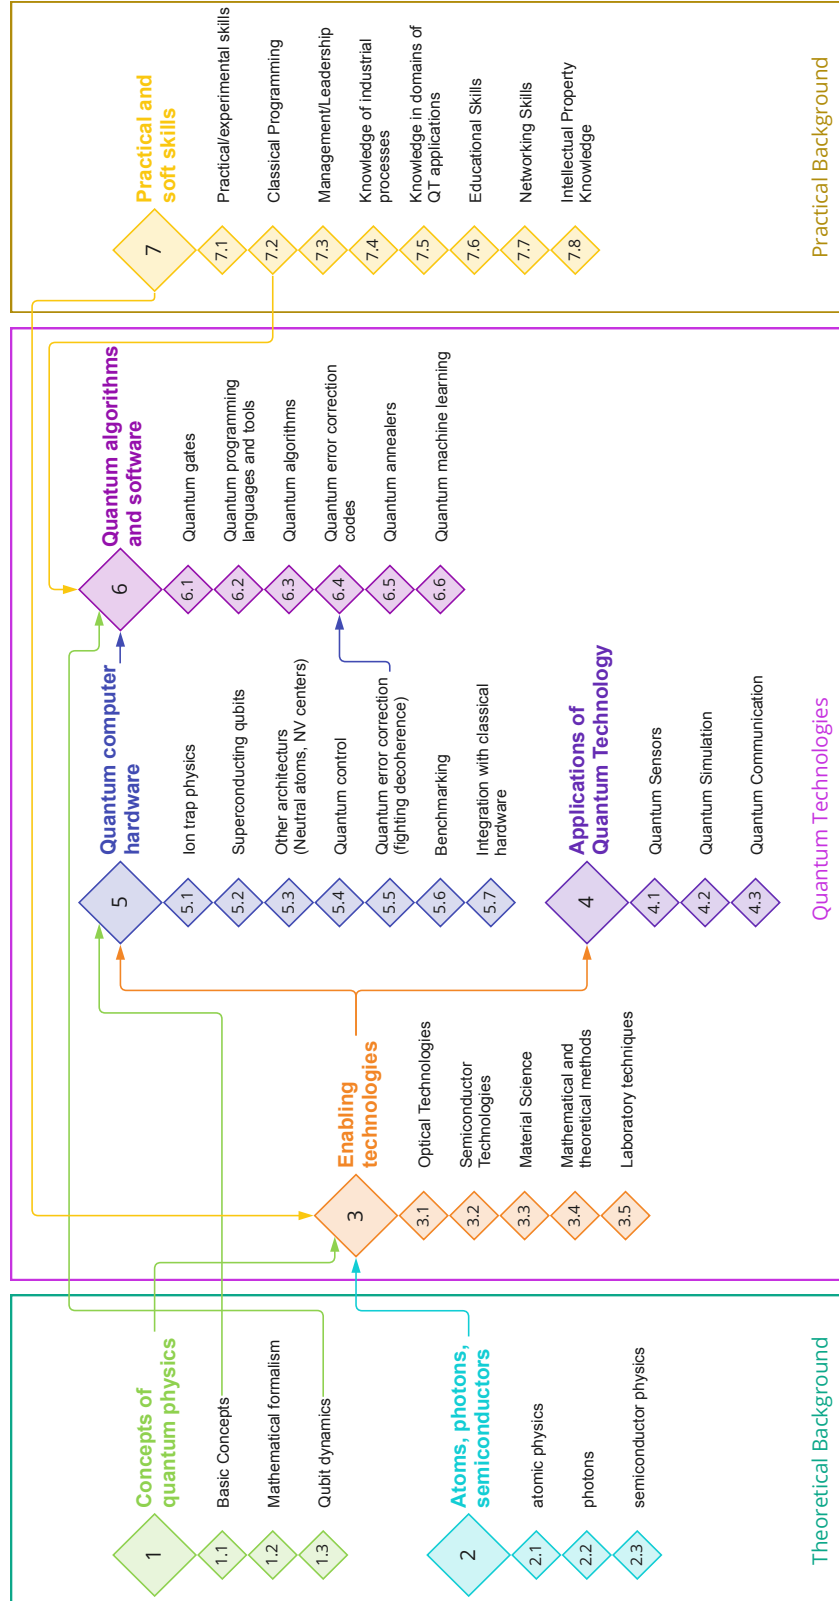 1
Concepts of
quantum physics
1.1
Basic Concepts
1.2
Mathematical formalism
1.3
Qubit dynamics
2
Atoms, photons,
semiconductors
2.1
atomic physics
2.2
photons
2.3
semiconductor physics
Theoretical Background
3
Enabling
technologies
3.1
Optical Technologies
3.2
Semiconductor
Technologies
3.3
Material Science
3.4
Mathematical and
theoretical methods
3.5
Laboratory techniques
5
Quantum computer
hardware
5.1
Ion trap physics
5.2
Superconducting qubits
5.3
Other architecturs
(Neutral atoms, NV centers)
5.4
Quantum control
5.5
Quantum error correction
(fighting decoherence)
5.6
Benchmarking
5.7
Integration with classical
hardware
4
Applications of
Quantum Technology
4.1
Quantum Sensors
4.2
Quantum Simulation
4.3
Quantum Communication
6
Quantum algorithms
and software
6.1
Quantum gates
6.2
Quantum programming
languages and tools
6.3
Quantum algorithms
6.4
Quantum error correction
codes
6.5
Quantum annealers
6.6
Quantum machine learning
Quantum Technologies
7
Practical and
soft skills
7.1
Practical/experimental skills
7.2
Classical Programming
7.3
Management/Leadership
7.4
Knowledge of industrial
processes
7.5
Knowledge in domains of
QT applications
7.6
Educational Skills
7.7
Networking Skills
7.8
Intellectual Property
Knowledge
Practical Background